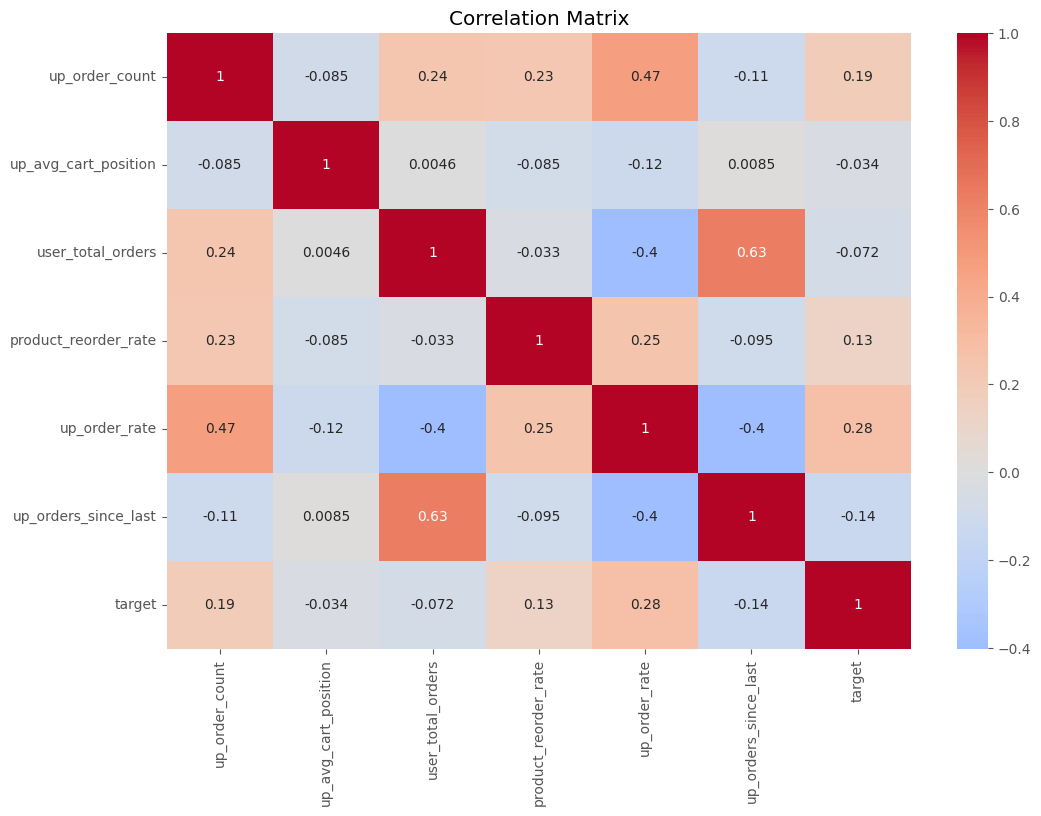 Correlation Matrix
up_order_count 1 -0.085 0.24 0.23 0.47 -0.11 0.19
up_avg_cart_position -0.085 1 0.0046 -0.085 -0.12 0.0085 -0.034
user_total_orders 0.24 0.0046 1 -0.033 -0.4 0.63 -0.072
product_reorder_rate 0.23 -0.085 -0.033 1 0.25 -0.095 0.13
up_order_rate 0.47 -0.12 -0.4 0.25 1 -0.4 0.28
up_orders_since_last -0.11 0.0085 0.63 -0.095 -0.4 1 -0.14
target 0.19 -0.034 -0.072 0.13 0.28 -0.14 1
up_order_count
up_avg_cart_position
user_total_orders
product_reorder_rate
up_order_rate
up_orders_since_last
target
1.0
0.8
0.6
0.4
0.2
0.0
−0.2
−0.4